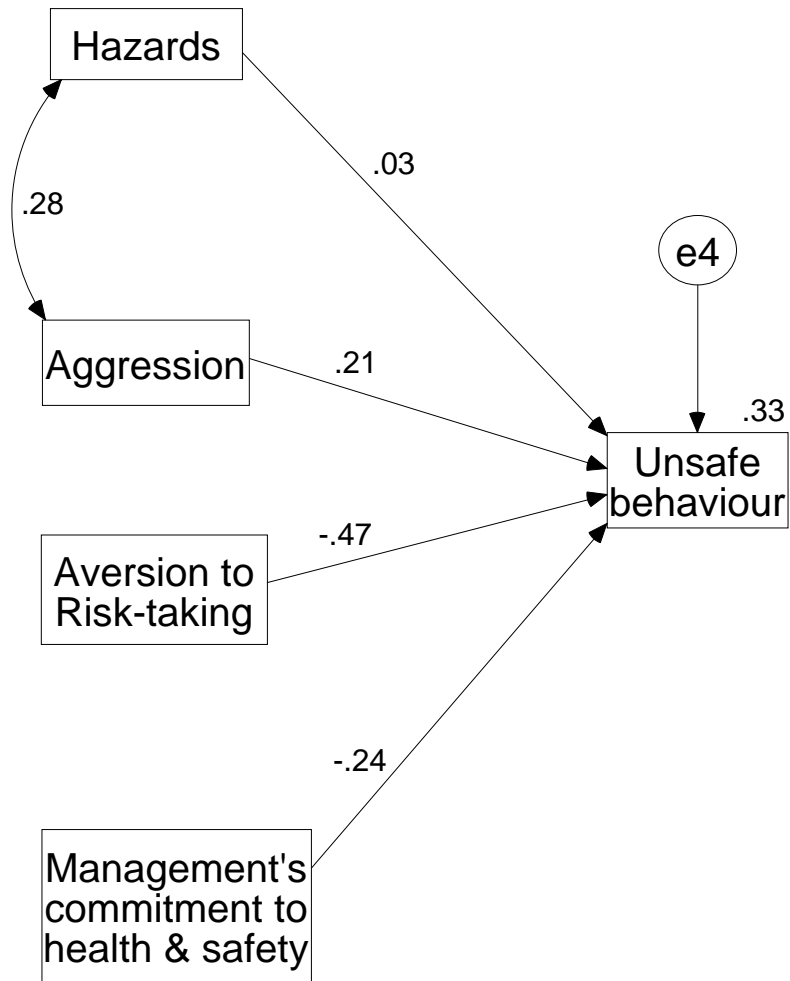 Hazards
.03
.28
e4
Aggression
.21
.33
Unsafe
behaviour
-.47
Aversion to
Risk-taking
-.24
Management's
commitment to
health & safety